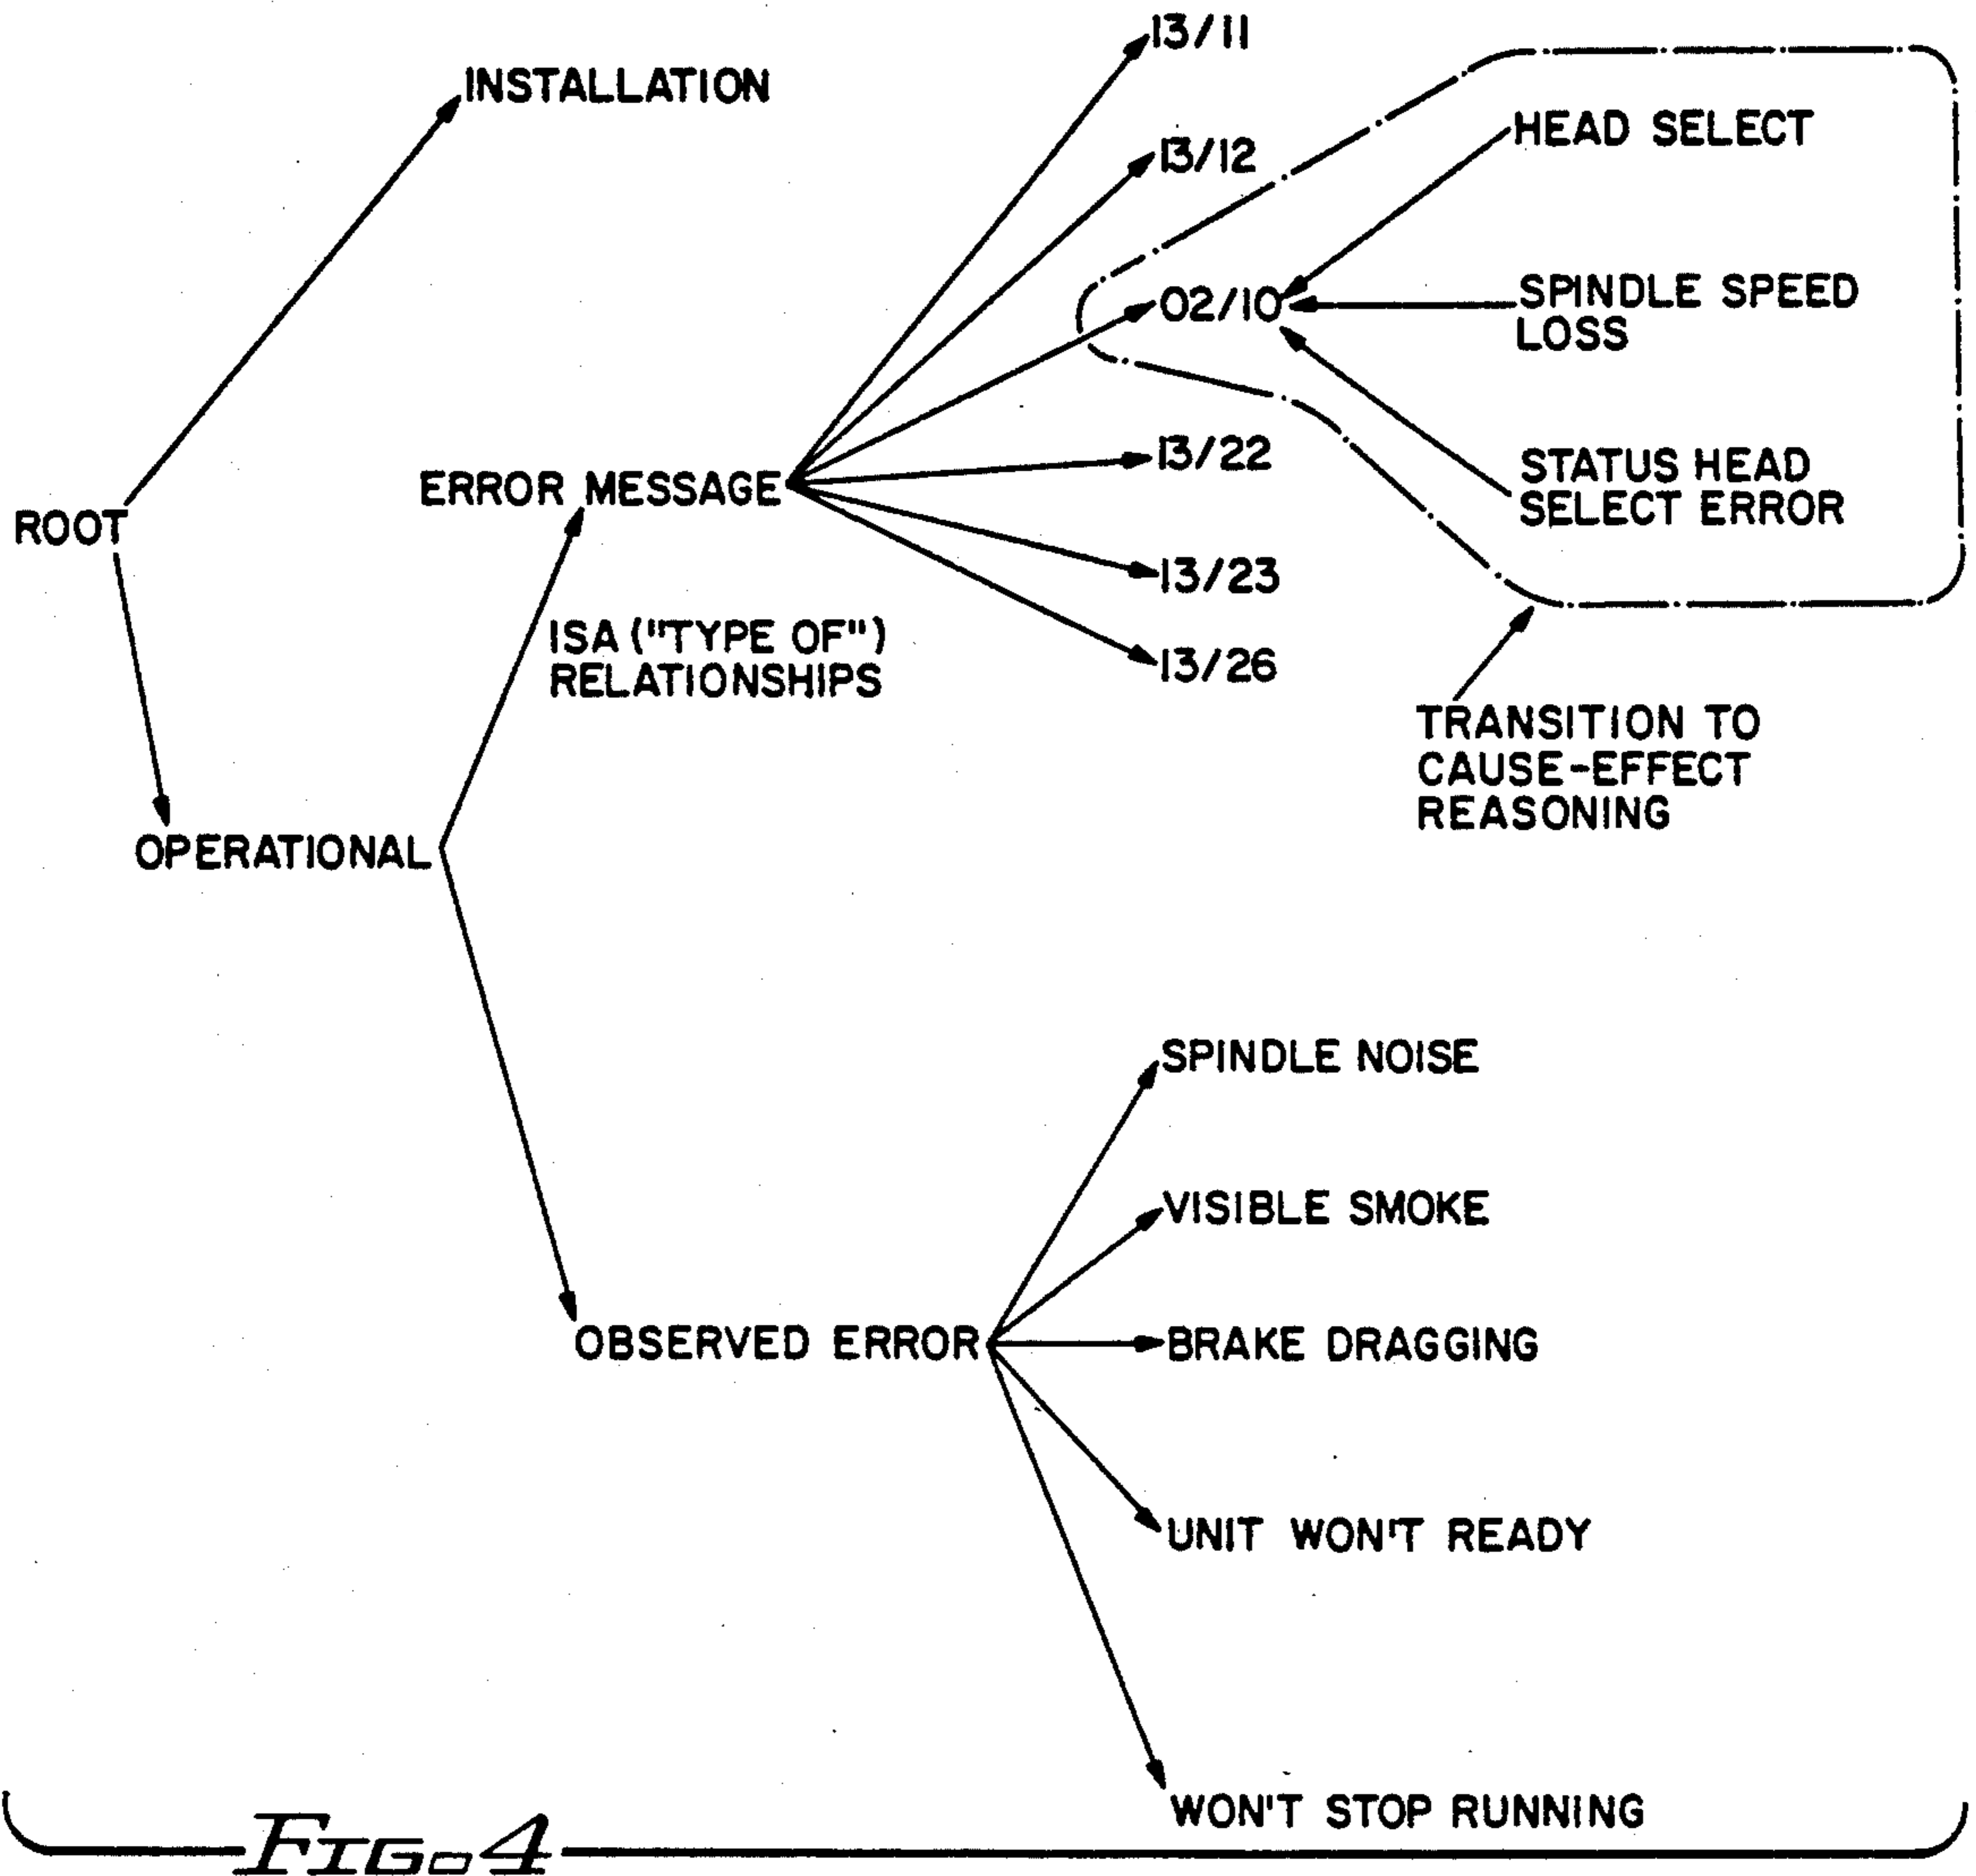 13/11
INSTALLATION
HEAD SELECT
13/12
02/10
SPINDLE SPEED
LOSS
13/22
STATUS HEAD
SELECT ERROR
ERROR MESSAGE
ROOT
13/23
ISA ("TYPE OF")
RELATIONSHIPS
13/26
TRANSITION TO
CAUSE-EFFECT
REASONING
OPERATIONAL
SPINDLE NOISE
VISIBLE SMOKE
OBSERVED ERROR
BRAKE DRAGGING
UNIT WON'T READY
WON'T STOP RUNNING
FIG. 4